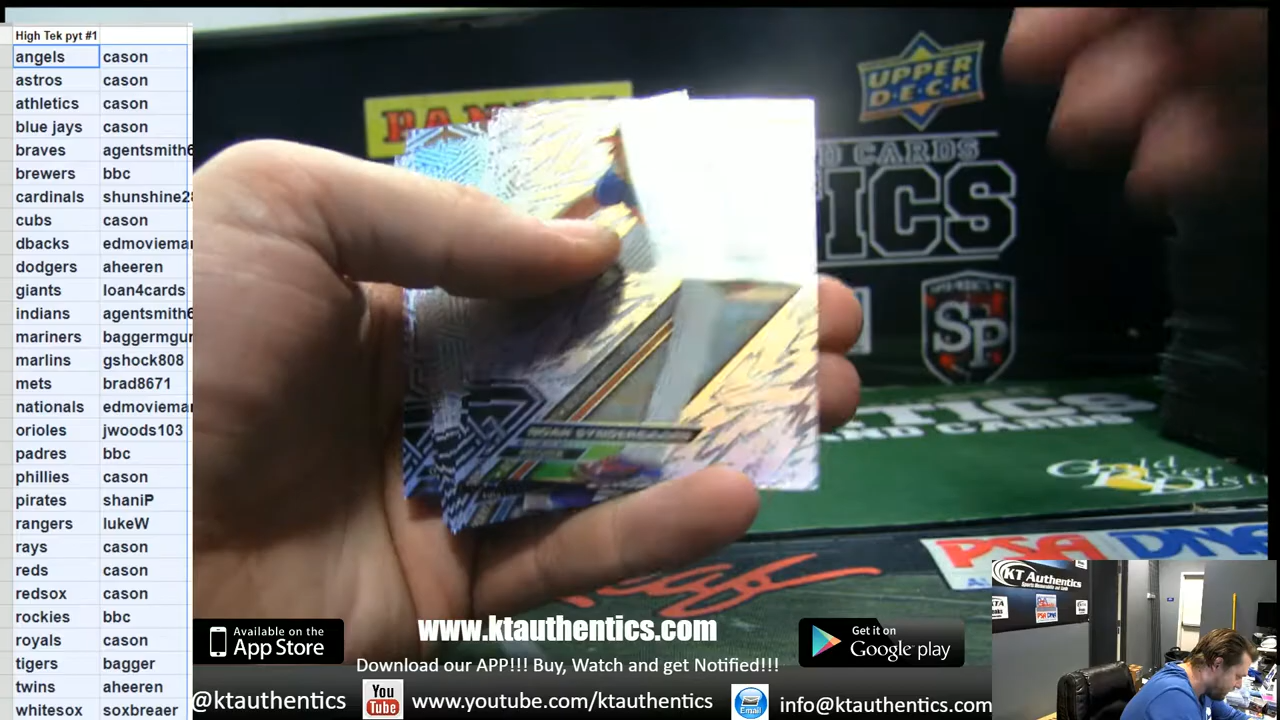 High Tek pyt #1
angels cason
astros cason
athletics cason
blue jays cason
braves agentsmith6
brewers bbc
cardinals shunshine28
cubs cason
dbacks edmoviema
dodgers aheeren
giants loan4cards
indians agentsmith6
mariners baggermgu
marlins gshock808
mets brad8671
nationals edmoviema
orioles jwoods103
padres bbc
phillies cason
pirates shaniP
rangers lukeW
rays cason
reds cason
redsox cason
rockies bbc
royals cason
tigers bagger
twins aheeren
whitesox soxbreaer
UPPER
D·E·C·K
CARDS
ICS
SP
NOAH SYNDERGAARD
TICS
CARDS
PSA DNA
KT Authentics
www.ktauthentics.com
Available on the
App Store
Get it on
Google play
Download our APP!!! Buy, Watch and get Notified!!!
@ktauthentics
You
Tube
www.youtube.com/ktauthentics
Email
info@ktauthentics.com